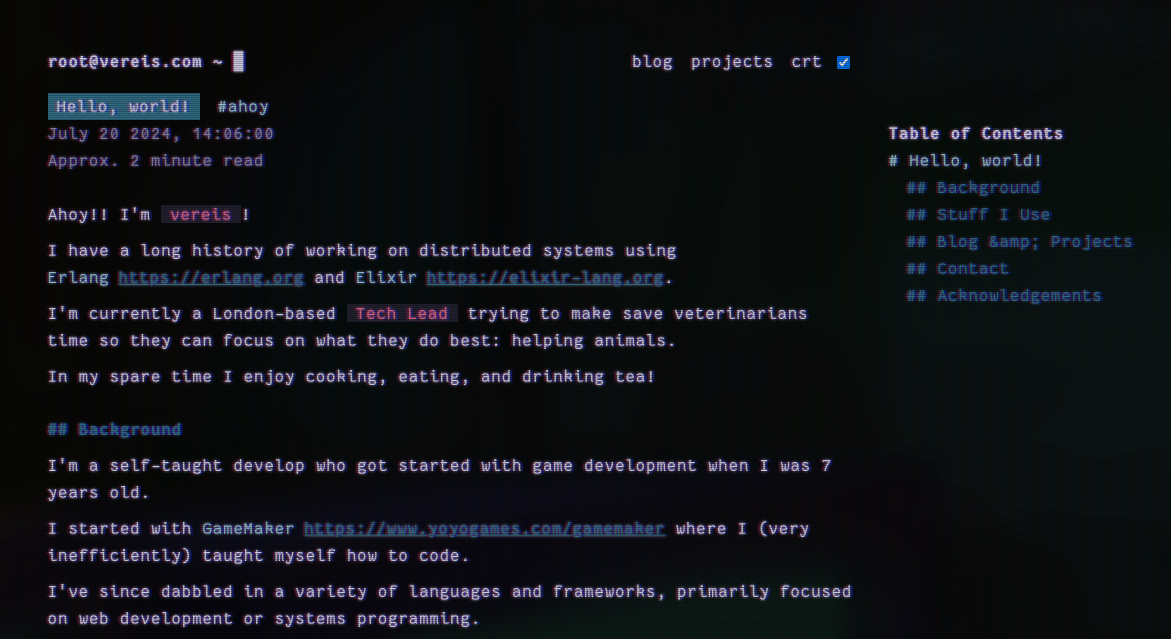 root@vereis.com ~
blog projects crt
Hello, world! #ahoy
July 20 2024, 14:06:00
Approx. 2 minute read
Ahoy!! I'm vereis!
I have a long history of working on distributed systems using
Erlang https://erlang.org and Elixir https://elixir-lang.org.
I'm currently a London-based Tech Lead trying to make save veterinarians
time so they can focus on what they do best: helping animals.
In my spare time I enjoy cooking, eating, and drinking tea!
## Background
I'm a self-taught develop who got started with game development when I was 7
years old.
I started with GameMaker https://www.yoyogames.com/gamemaker where I (very
inefficiently) taught myself how to code.
I've since dabbled in a variety of languages and frameworks, primarily focused
on web development or systems programming.
Table of Contents
# Hello, world!
## Background
## Stuff I Use
## Blog &amp; Projects
## Contact
## Acknowledgements